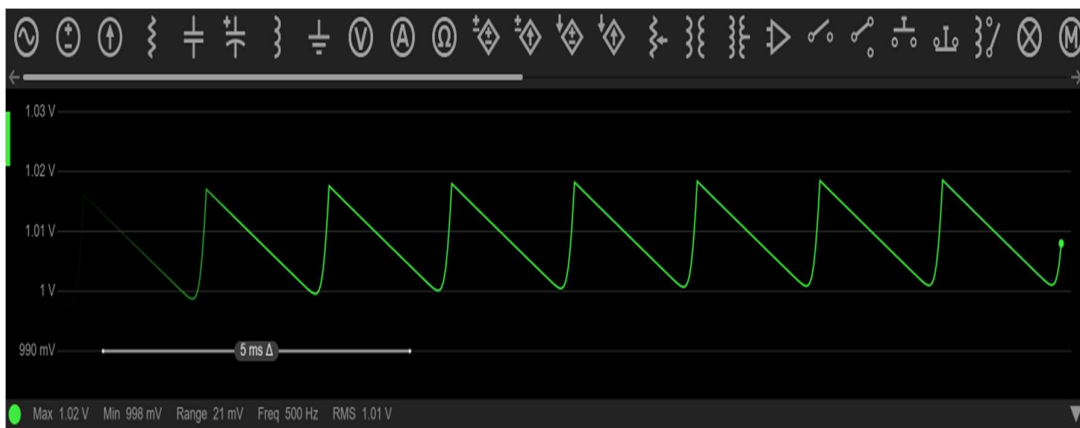 V A Ω M
1.03 V
1.02 V
1.01 V
1 V
990 mV
5 ms Δ
Max 1.02 V Min 998 mV Range 21 mV Freq 500 Hz RMS 1.01 V